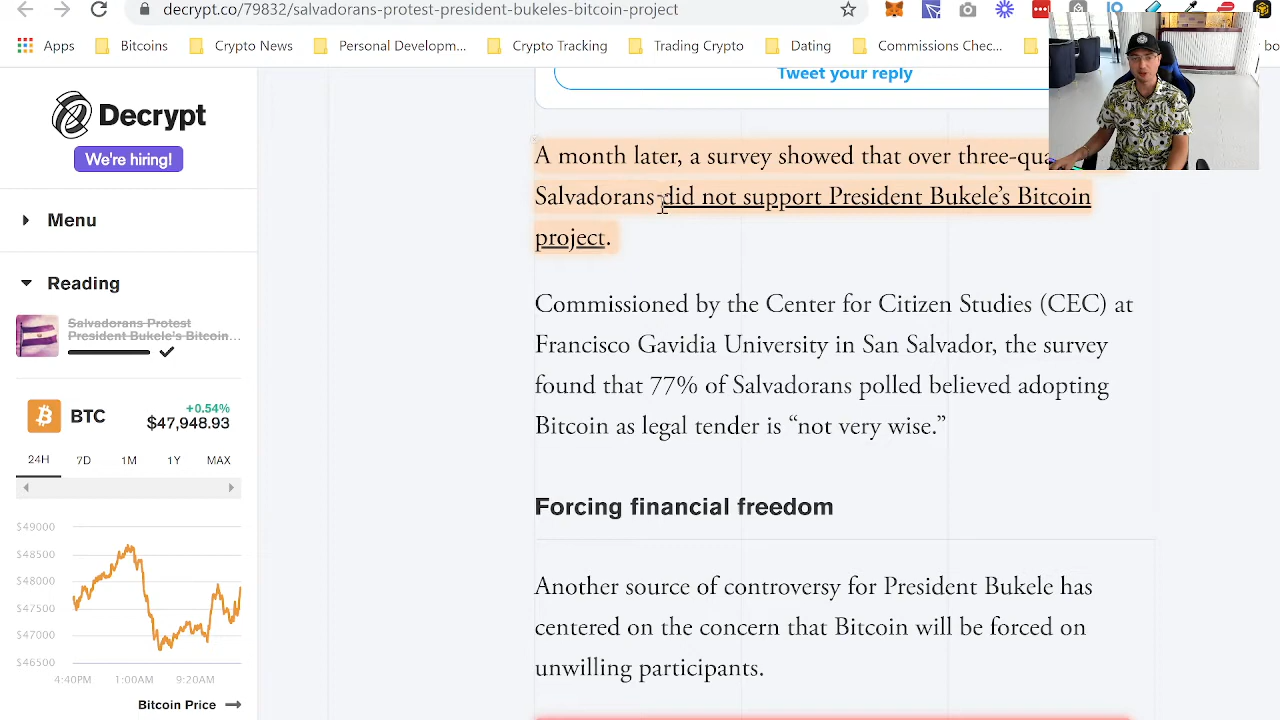 decrypt.co/79832/salvadorans-protest-president-bukeles-bitcoin-project
Apps
Bitcoins
Crypto News
Personal Developm...
Crypto Tracking
Trading Crypto
Dating
Commissions Chec...
Decrypt
We're hiring!
Menu
Reading
Salvadorans Protest
President Bukele's Bitcoin...
BTC
+0.54%
$47,948.93
24H 7D 1M 1Y MAX
$49000
$48500
$48000
$47500
$47000
$46500
4:40PM 1:00AM 9:20AM
Bitcoin Price
Tweet your reply
A month later, a survey showed that over three-qua
Salvadorans did not support President Bukele’s Bitcoin
project.
Commissioned by the Center for Citizen Studies (CEC) at
Francisco Gavidia University in San Salvador, the survey
found that 77% of Salvadorans polled believed adopting
Bitcoin as legal tender is “not very wise.”
Forcing financial freedom
Another source of controversy for President Bukele has
centered on the concern that Bitcoin will be forced on
unwilling participants.